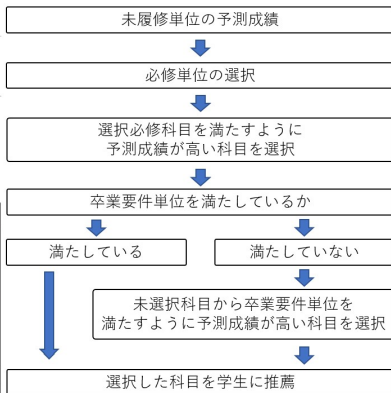 未履修単位の予測成績
必修単位の選択
選択必修科目を満たすように
予測成績が高い科目を選択
卒業要件単位を満たしているか
満たしている
満たしていない
未選択科目から卒業要件単位を
満たすように予測成績が高い科目を選択
選択した科目を学生に推薦